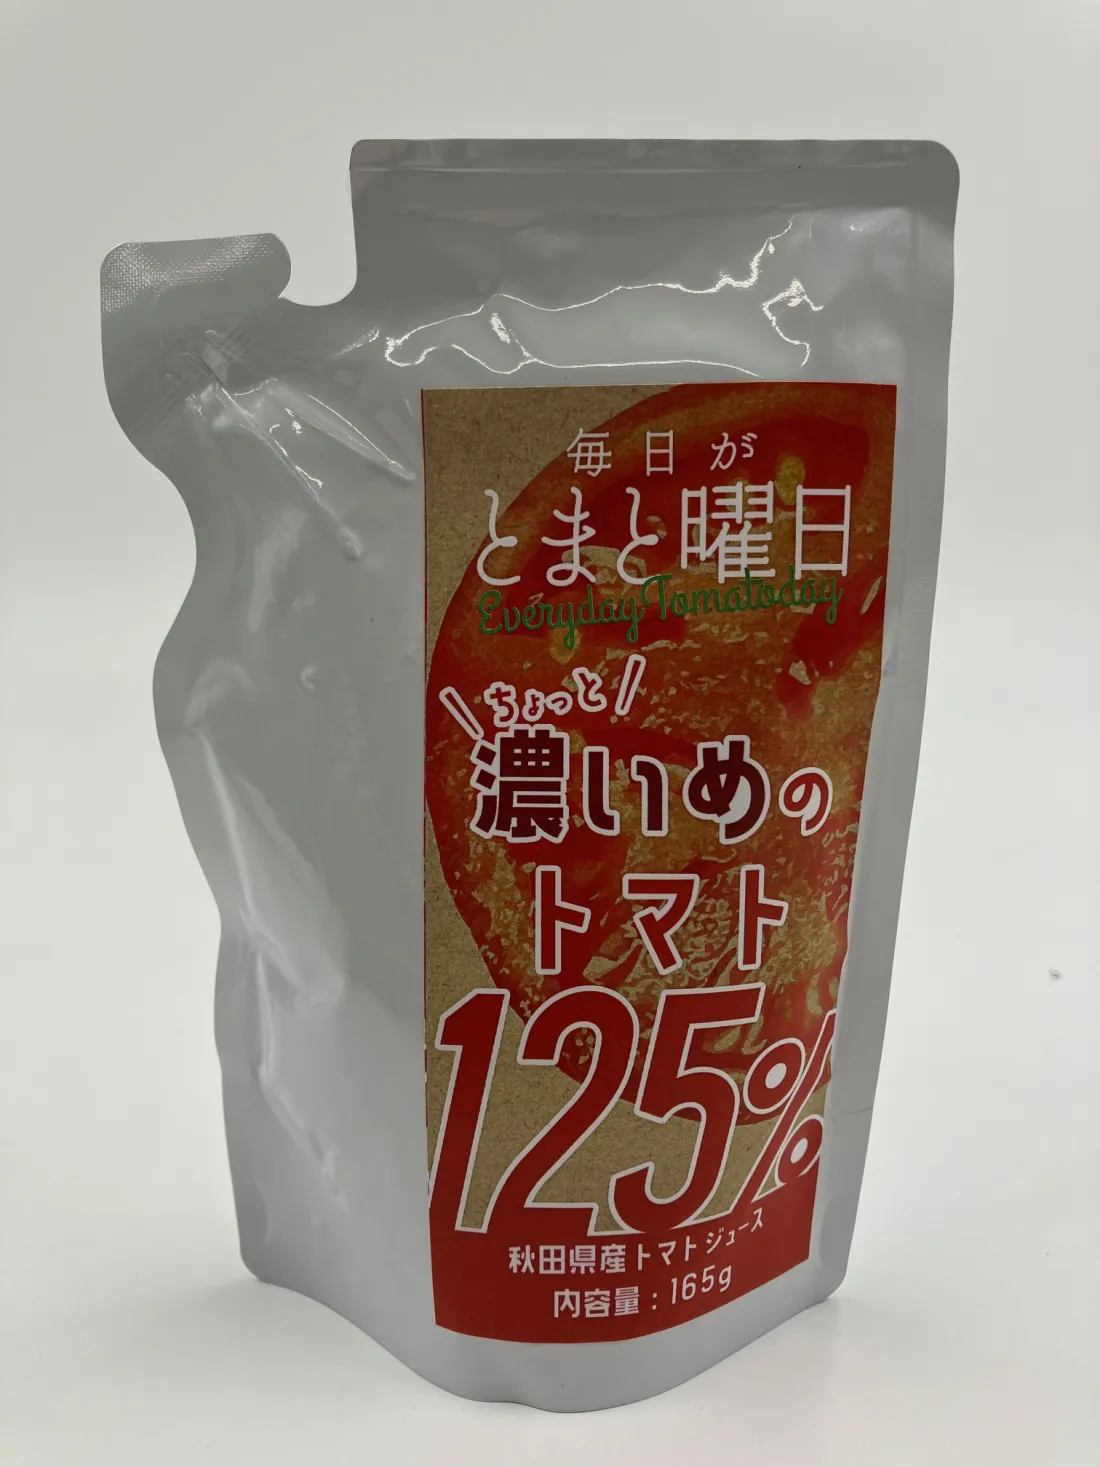 毎日が
とまと曜日
Everyday Tomatoday
ちょっと
濃いめの
トマト
125%
秋田県産トマトジュース
内容量：165g